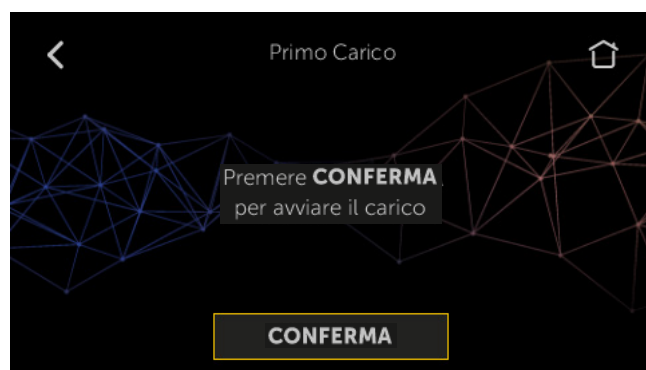 Primo Carico
Premere CONFERMA
per avviare il carico
CONFERMA